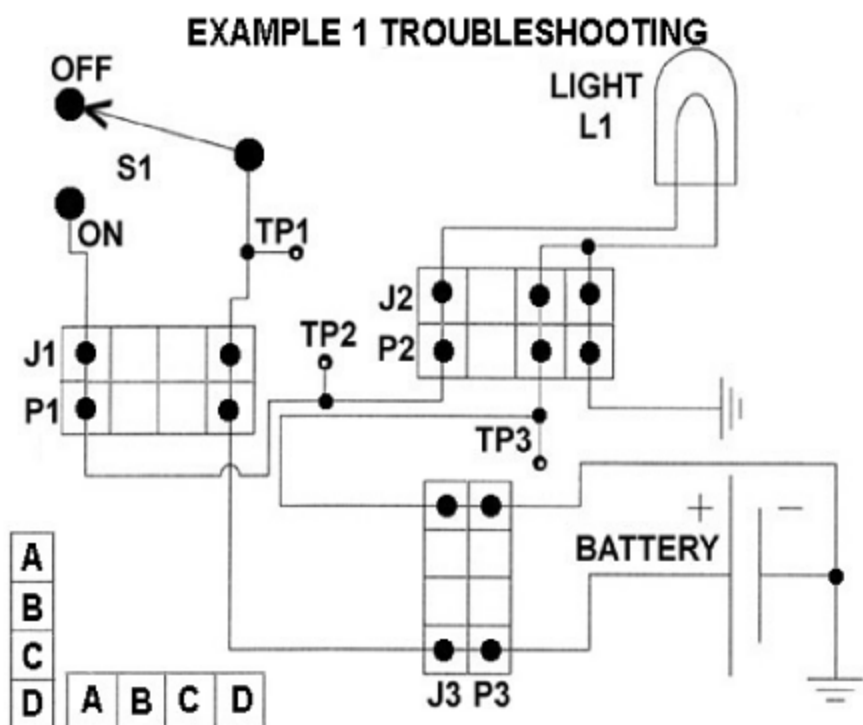 EXAMPLE 1 TROUBLESHOOTING
OFF
LIGHT
L1
S1
ON
TP1
J2
P2
TP2
J1
P1
TP3
+ −
BATTERY
A
B
C
D
A B C D
J3 P3